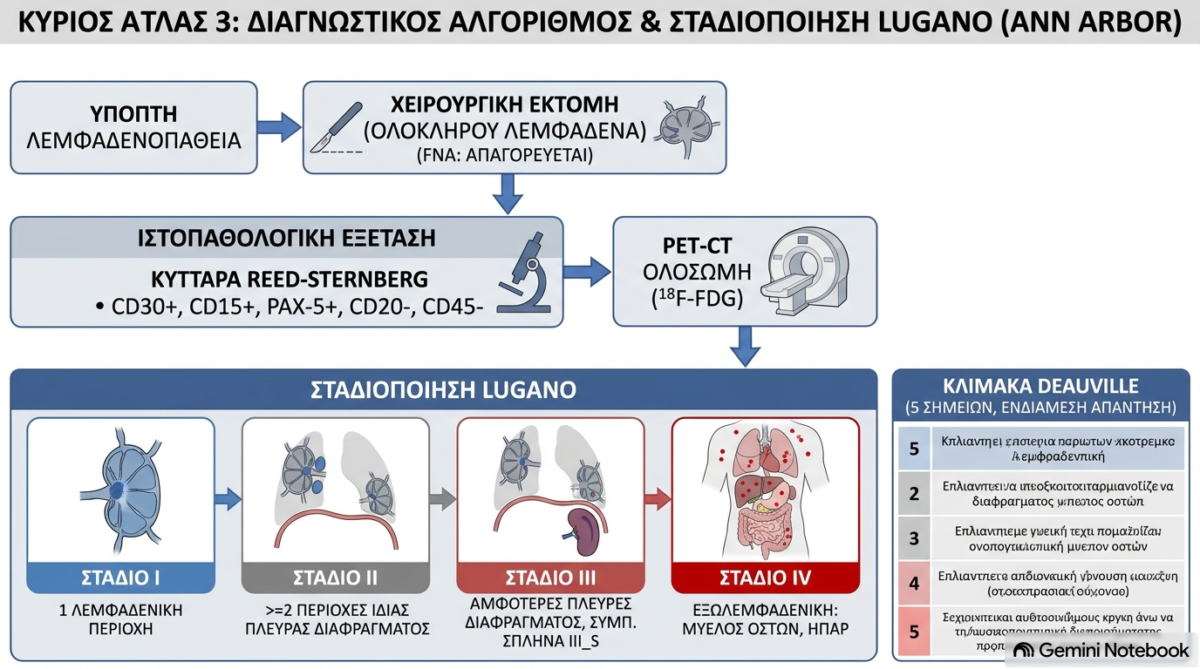 ΚΥΡΙΟΣ ΑΤΛΑΣ 3: ΔΙΑΓΝΩΣΤΙΚΟΣ ΑΛΓΟΡΙΘΜΟΣ & ΣΤΑΔΙΟΠΟΙΗΣΗ LUGANO (ANN ARBOR)
ΥΠΟΠΤΗ
ΛΕΜΦΑΔΕΝΟΠΑΘΕΙΑ
ΧΕΙΡΟΥΡΓΙΚΗ ΕΚΤΟΜΗ
(ΟΛΟΚΛΗΡΟΥ ΛΕΜΦΑΔΕΝΑ)
(FNA: ΑΠΑΓΟΡΕΥΕΤΑΙ)
ΙΣΤΟΠΑΘΟΛΟΓΙΚΗ ΕΞΕΤΑΣΗ
ΚΥΤΤΑΡΑ REED-STERNBERG
• CD30+, CD15+, PAX-5+, CD20-, CD45-
PET-CT
ΟΛΟΣΩΜΗ
(¹⁸F-FDG)
ΣΤΑΔΙΟΠΟΙΗΣΗ LUGANO
ΣΤΑΔΙΟ I
1 ΛΕΜΦΑΔΕΝΙΚΗ
ΠΕΡΙΟΧΗ
ΣΤΑΔΙΟ II
>=2 ΠΕΡΙΟΧΕΣ ΙΔΙΑΣ
ΠΛΕΥΡΑΣ ΔΙΑΦΡΑΓΜΑΤΟΣ
ΣΤΑΔΙΟ III
ΑΜΦΟΤΕΡΕΣ ΠΛΕΥΡΕΣ
ΔΙΑΦΡΑΓΜΑΤΟΣ, ΣΥΜΠ.
ΣΠΛΗΝΑ III_S
ΣΤΑΔΙΟ IV
ΕΞΩΛΕΜΦΑΔΕΝΙΚΗ:
ΜΥΕΛΟΣ ΟΣΤΩΝ, ΗΠΑΡ
ΚΛΙΜΑΚΑ DEAUVILLE
(5 ΣΗΜΕΙΩΝ, ΕΝΔΙΑΜΕΣΗ ΑΠΑΝΤΗΣΗ)
5
2
διαφραγματος οστών
3
οστών
4
5
Gemini Notebook